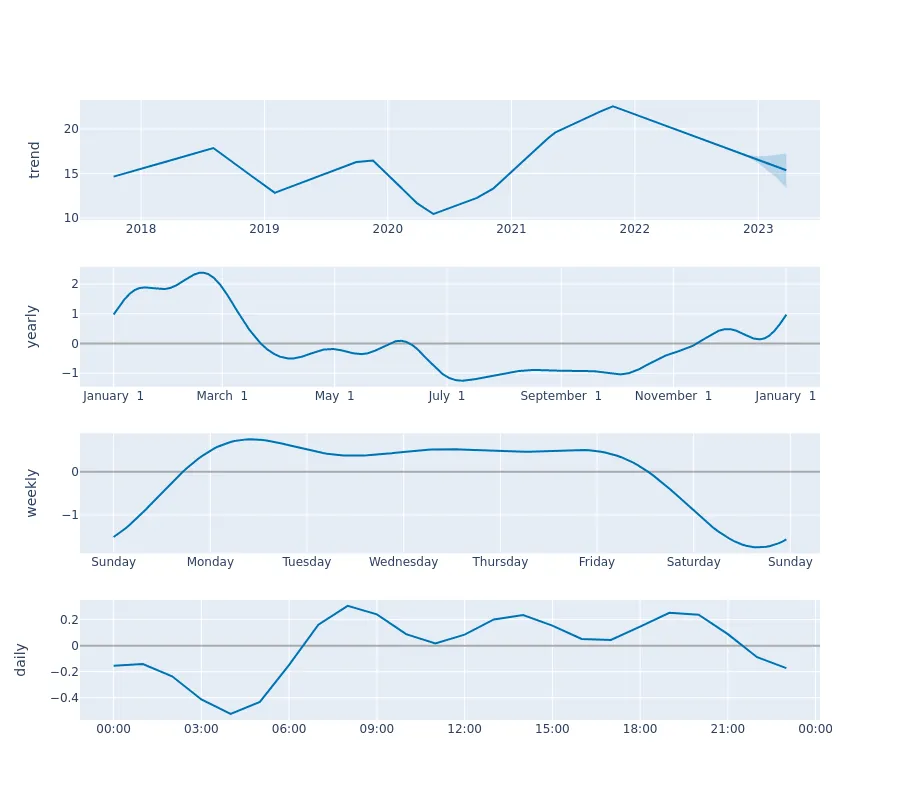 trend
20
15
10
2018 2019 2020 2021 2022 2023
yearly
2
1
0
−1
January 1 March 1 May 1 July 1 September 1 November 1 January 1
weekly
0
−1
Sunday Monday Tuesday Wednesday Thursday Friday Saturday Sunday
daily
0.2
0
−0.2
−0.4
00:00 03:00 06:00 09:00 12:00 15:00 18:00 21:00 00:00